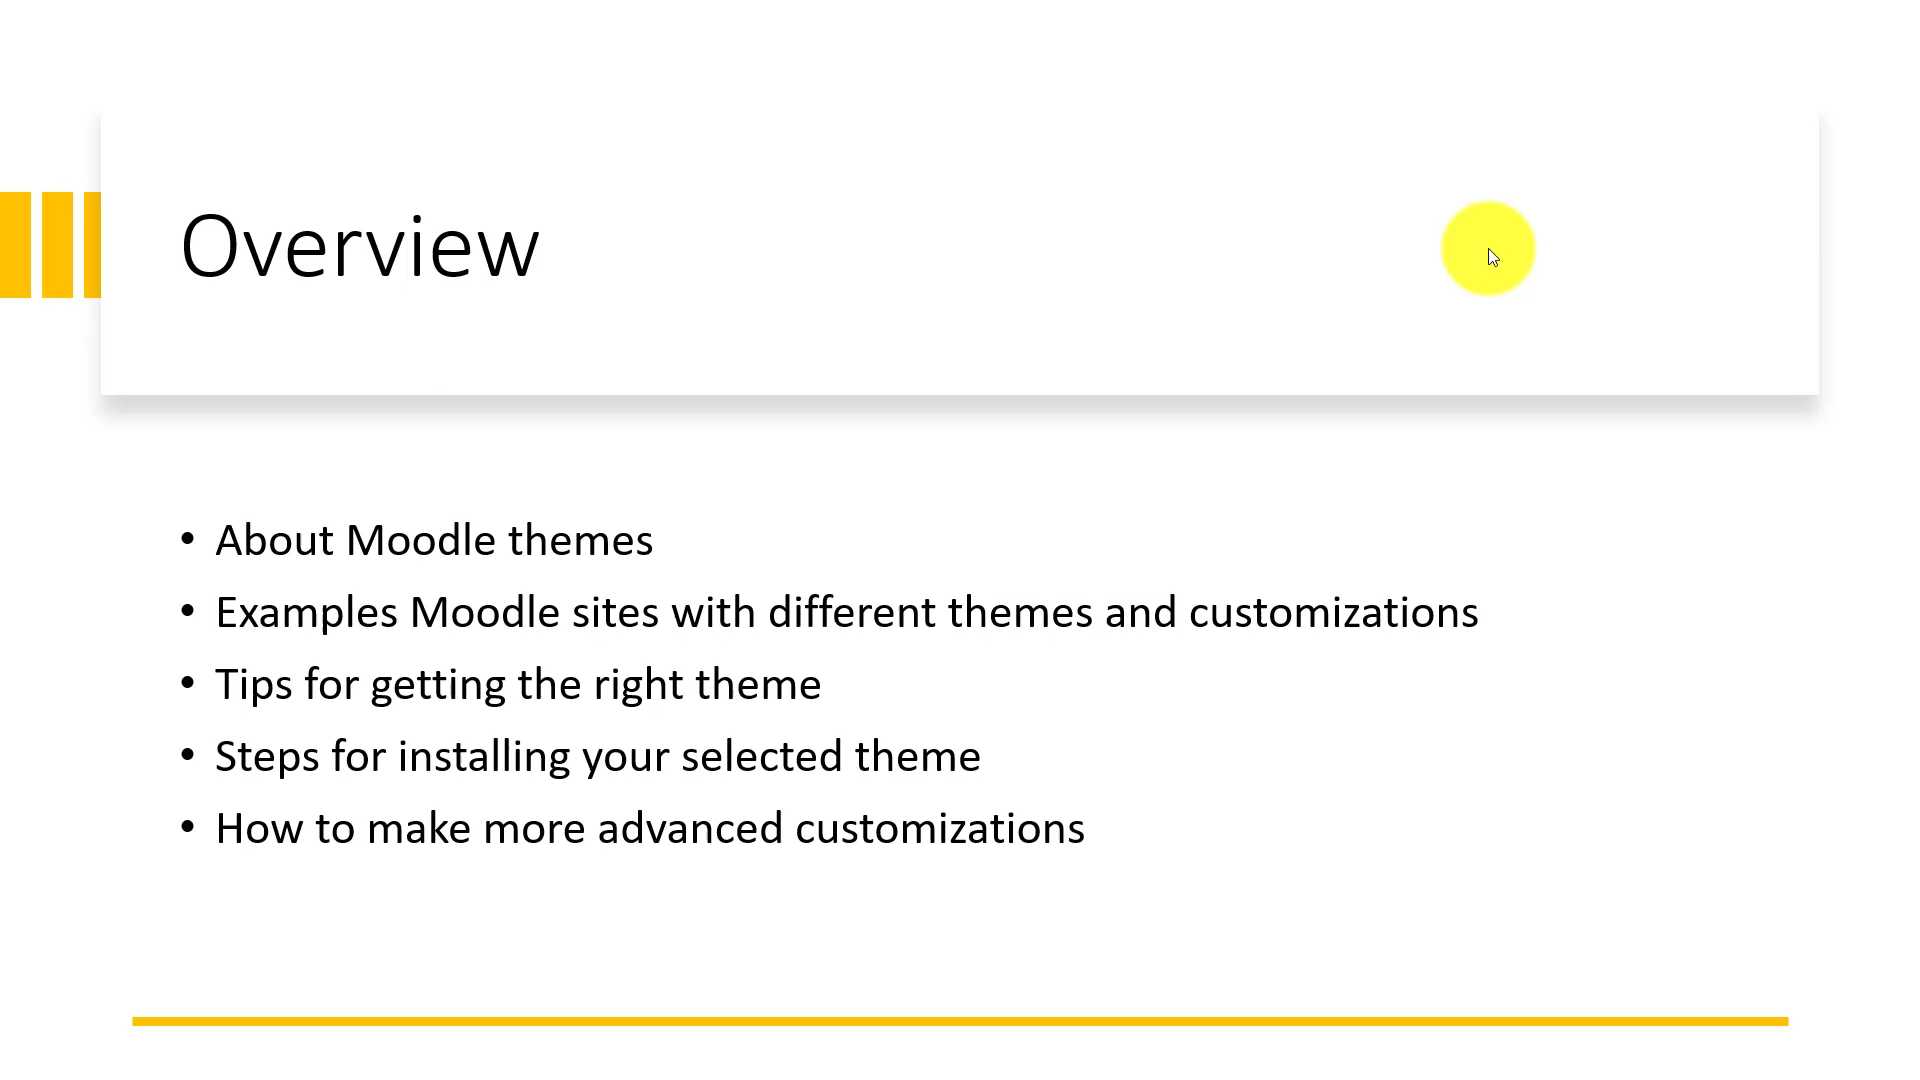 Overview
• About Moodle themes
• Examples Moodle sites with different themes and customizations
• Tips for getting the right theme
• Steps for installing your selected theme
• How to make more advanced customizations